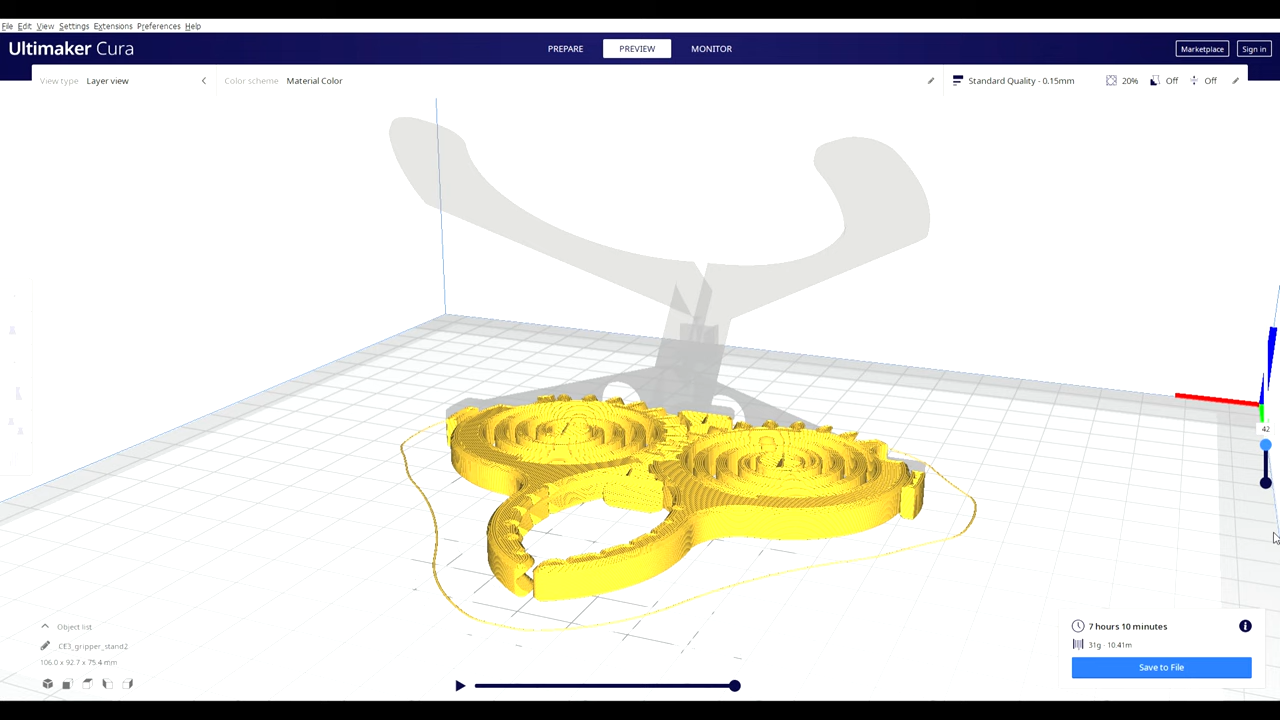 File Edit View Settings Extensions Preferences Help
Ultimaker Cura
PREPARE PREVIEW MONITOR
Marketplace Sign in
View type Layer view
Color scheme Material Color
Standard Quality - 0.15mm 20% Off Off
42
Object list
CE3_gripper_stand2
106.0 x 92.7 x 75.4 mm
7 hours 10 minutes
31g · 10.41m
Save to File